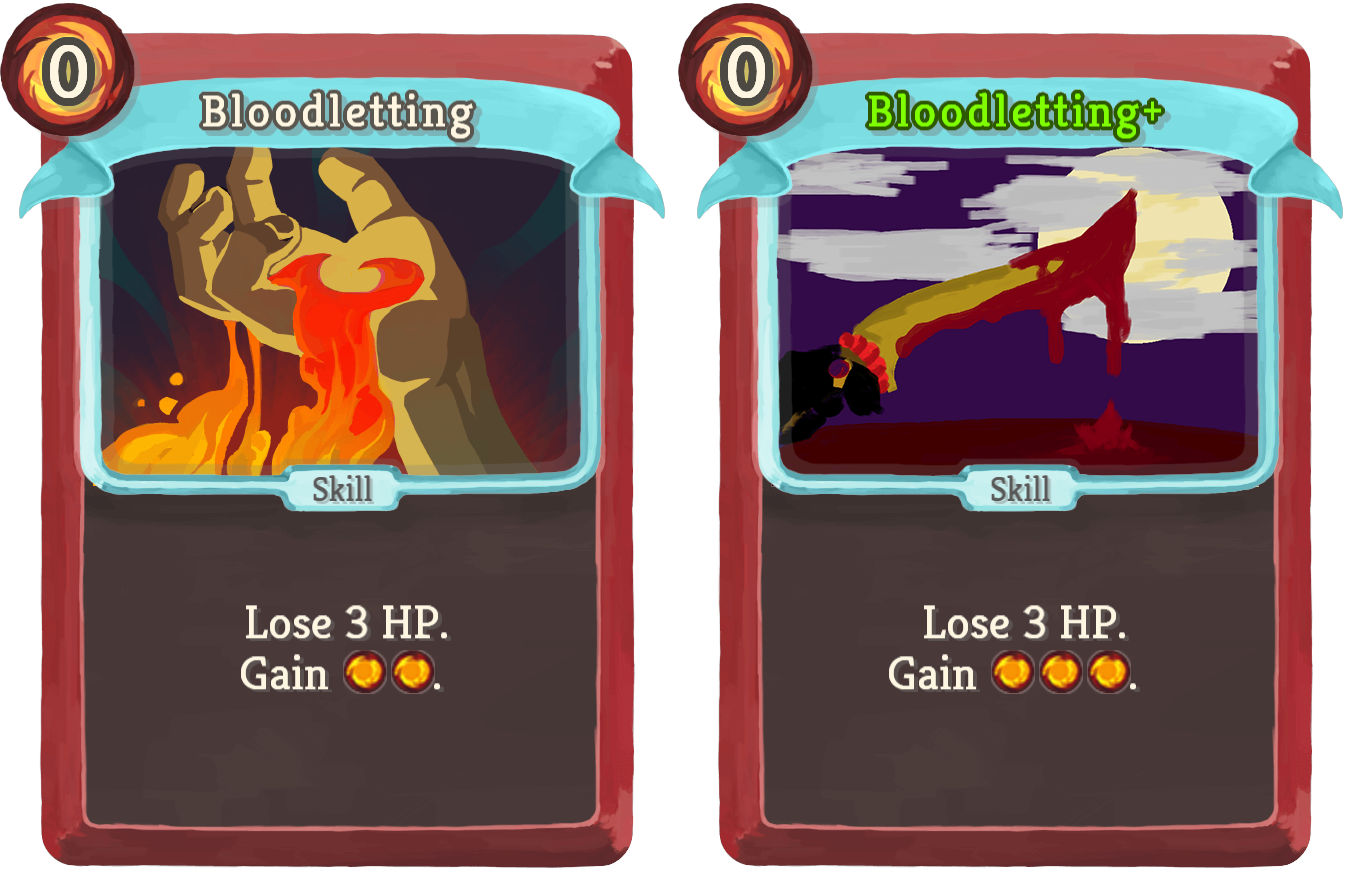 0
Bloodletting
Skill
Lose 3 HP.
Gain .
0
Bloodletting+
Skill
Lose 3 HP.
Gain .